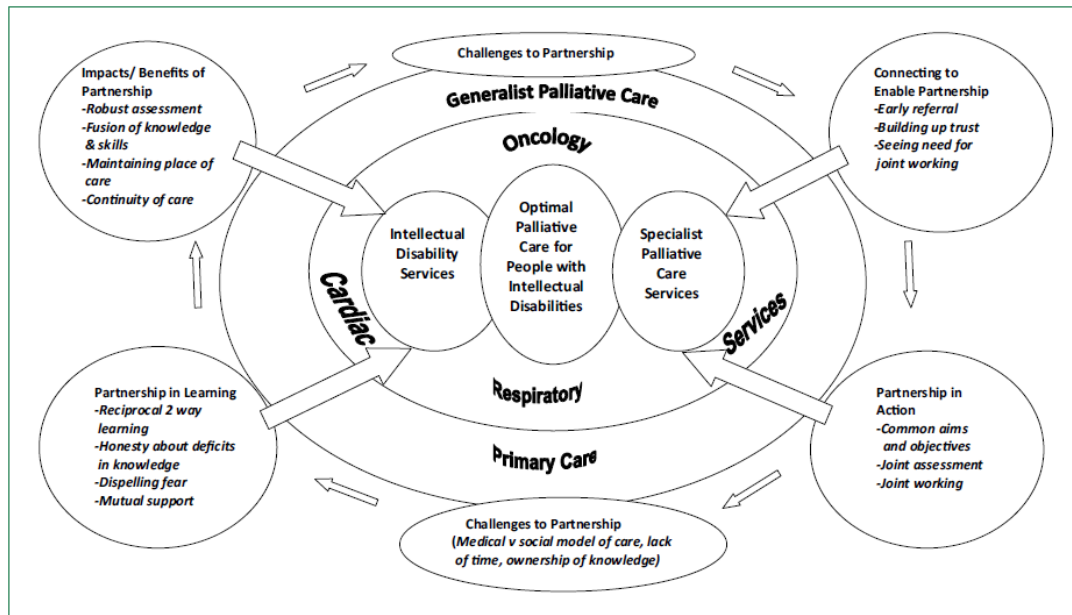 Challenges to Partnership
Impacts/ Benefits of
Partnership
-Robust assessment
-Fusion of knowledge
& skills
-Maintaining place of
care
-Continuity of care
Connecting to
Enable Partnership
-Early referral
-Building up trust
-Seeing need for
joint working
Generalist Palliative Care
Oncology
Intellectual
Disability
Services
Optimal
Palliative
Care for
People with
Intellectual
Disabilities
Specialist
Palliative
Care
Services
Cardiac
Services
Respiratory
Primary Care
Partnership in Learning
-Reciprocal 2 way
learning
-Honesty about deficits
in knowledge
-Dispelling fear
-Mutual support
Partnership in
Action
-Common aims
and objectives
-Joint assessment
-Joint working
Challenges to Partnership
(Medical v social model of care, lack
of time, ownership of knowledge)